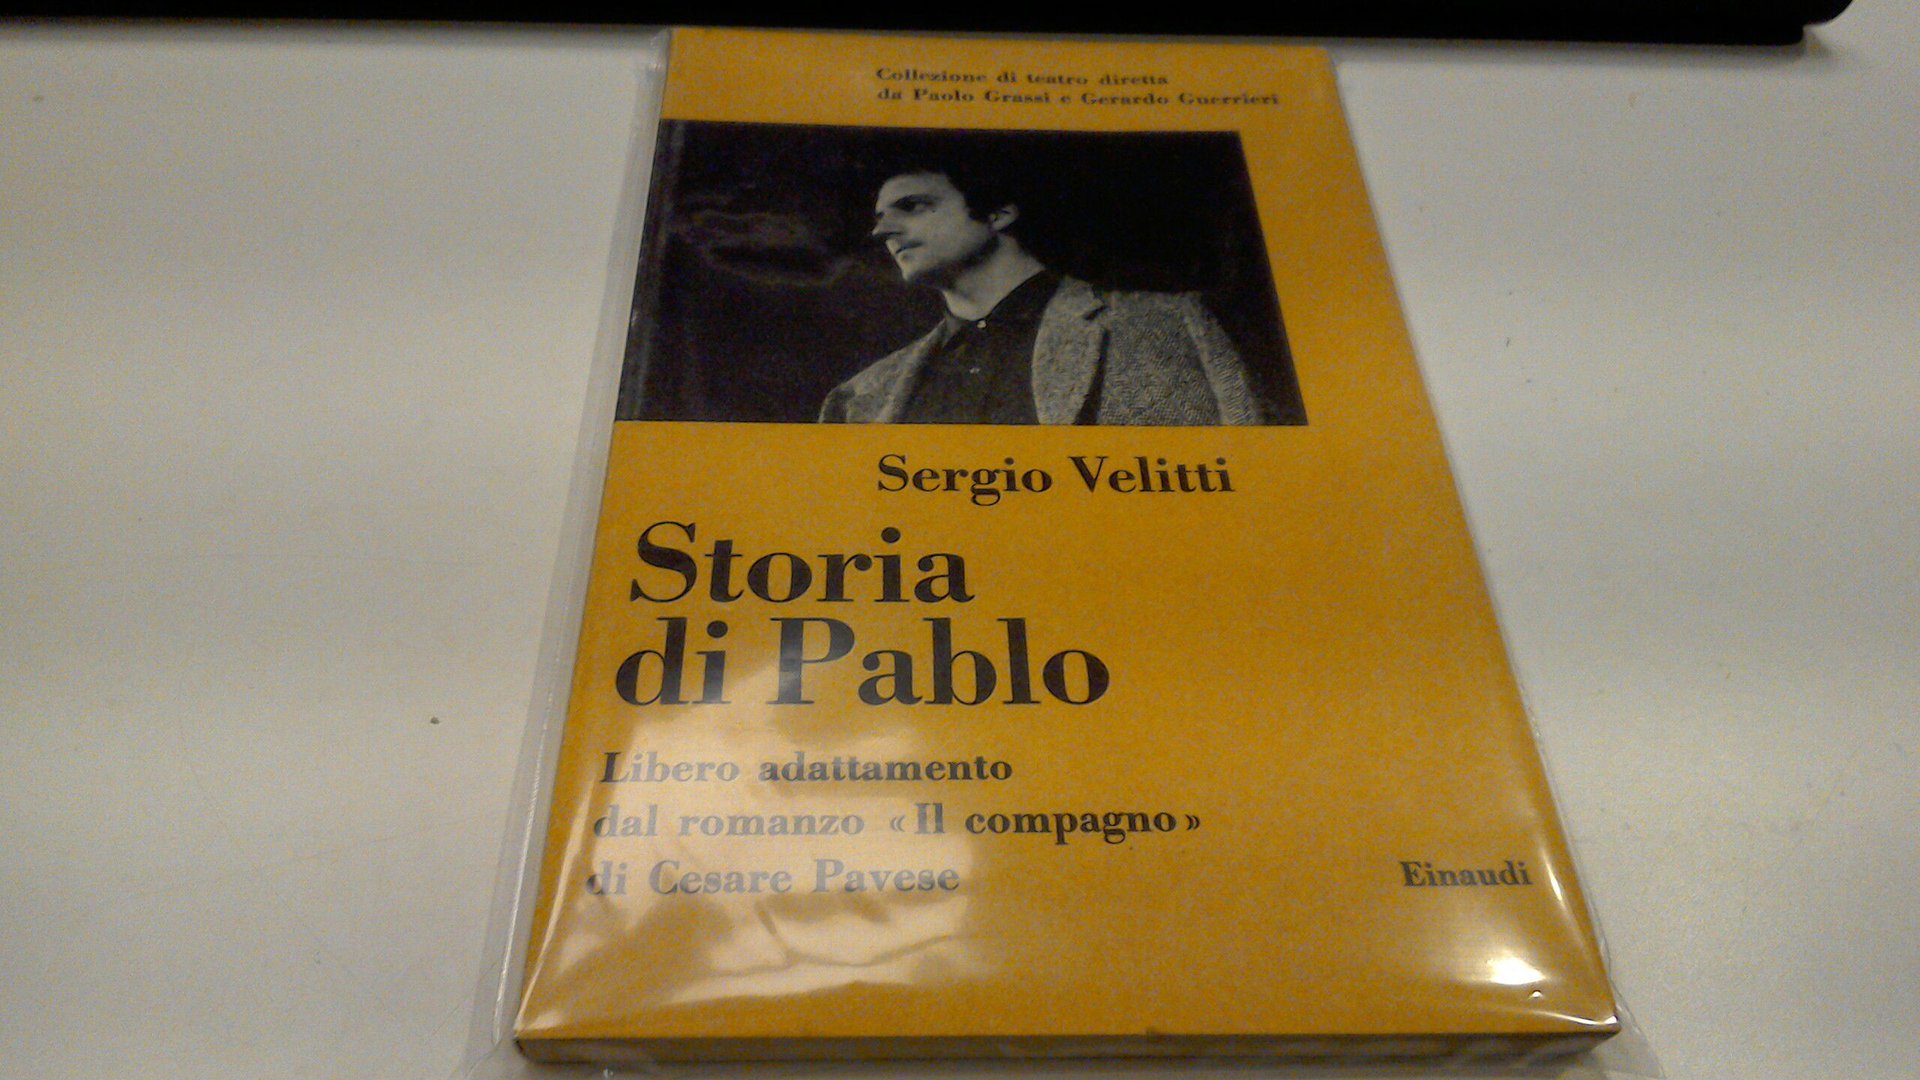 Collezione di teatro diretta
da Paolo Grassi e Gerardo Guerrieri
Sergio Velitti
Storia
di Pablo
Libero adattamento
dal romanzo «Il compagno»
di Cesare Pavese
Einaudi